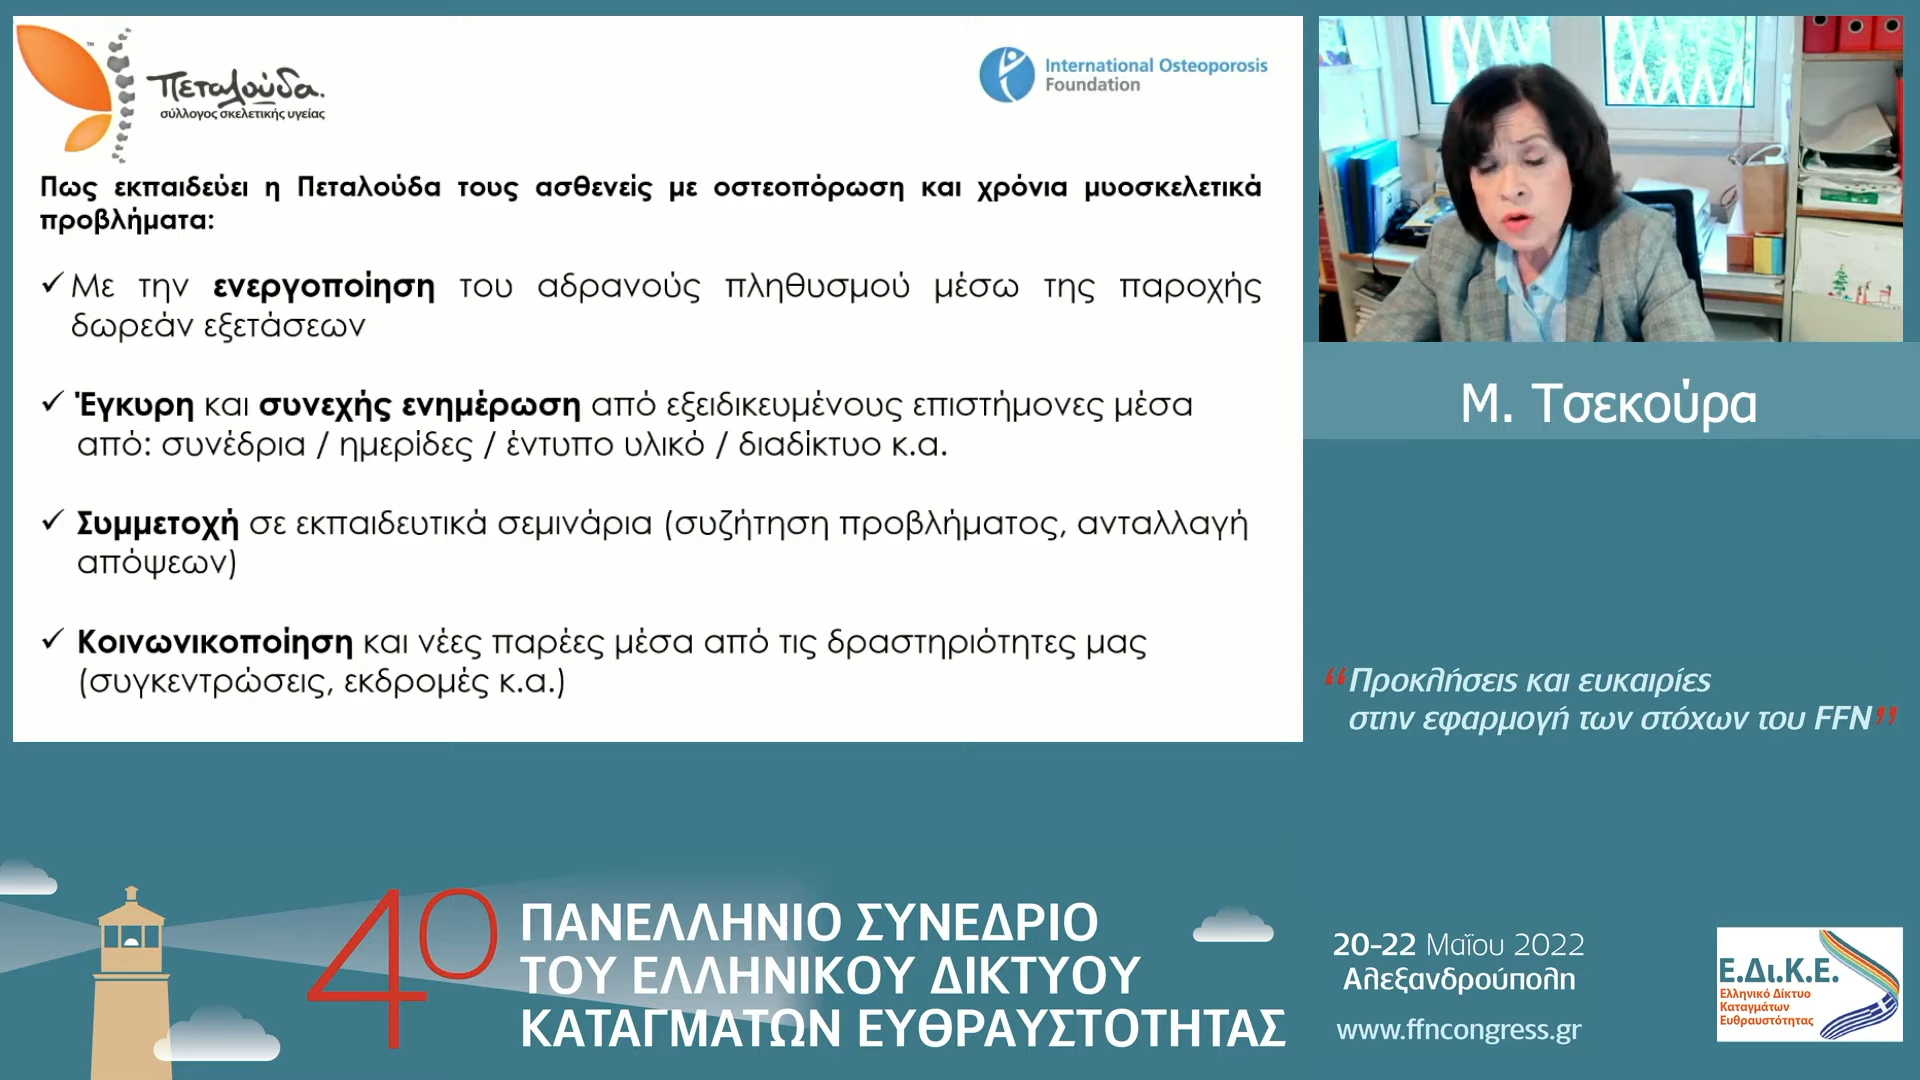 Πεταλούδα.
™
σύλλογος σκελετικής υγείας
International Osteoporosis
Foundation
Πως εκπαιδεύει η Πεταλούδα τους ασθενείς με οστεοπόρωση και χρόνια μυοσκελετικά
προβλήματα:
✓ Με την ενεργοποίηση του αδρανούς πληθυσμού μέσω της παροχής
δωρεάν εξετάσεων
✓ Έγκυρη και συνεχής ενημέρωση από εξειδικευμένους επιστήμονες μέσα
από: συνέδρια / ημερίδες / έντυπο υλικό / διαδίκτυο κ.α.
✓ Συμμετοχή σε εκπαιδευτικά σεμινάρια (συζήτηση προβλήματος, ανταλλαγή
απόψεων)
✓ Κοινωνικοποίηση και νέες παρέες μέσα από τις δραστηριότητες μας
(συγκεντρώσεις, εκδρομές κ.α.)
Μ. Τσεκούρα
“Προκλήσεις και ευκαιρίες
στην εφαρμογή των στόχων του FFN”
4ο
ΠΑΝΕΛΛΗΝΙΟ ΣΥΝΕΔΡΙΟ
ΤΟΥ ΕΛΛΗΝΙΚΟΥ ΔΙΚΤΥΟΥ
ΚΑΤΑΓΜΑΤΩΝ ΕΥΘΡΑΥΣΤΟΤΗΤΑΣ
20-22 Μαΐου 2022
Αλεξανδρούπολη
www.ffncongress.gr
Ε.Δι.Κ.Ε.
Ελληνικό Δίκτυο
Καταγμάτων
Ευθραυστότητας